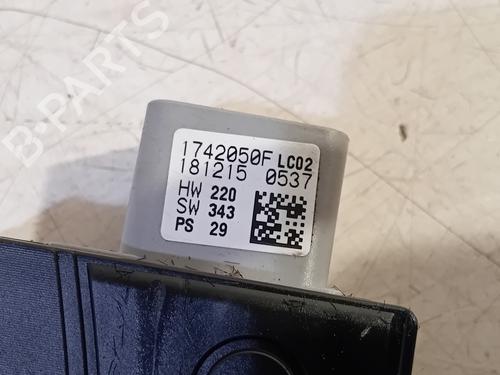 B-PARTS
1742050F LC02
181215 0537
HW 220
SW 343
PS 29